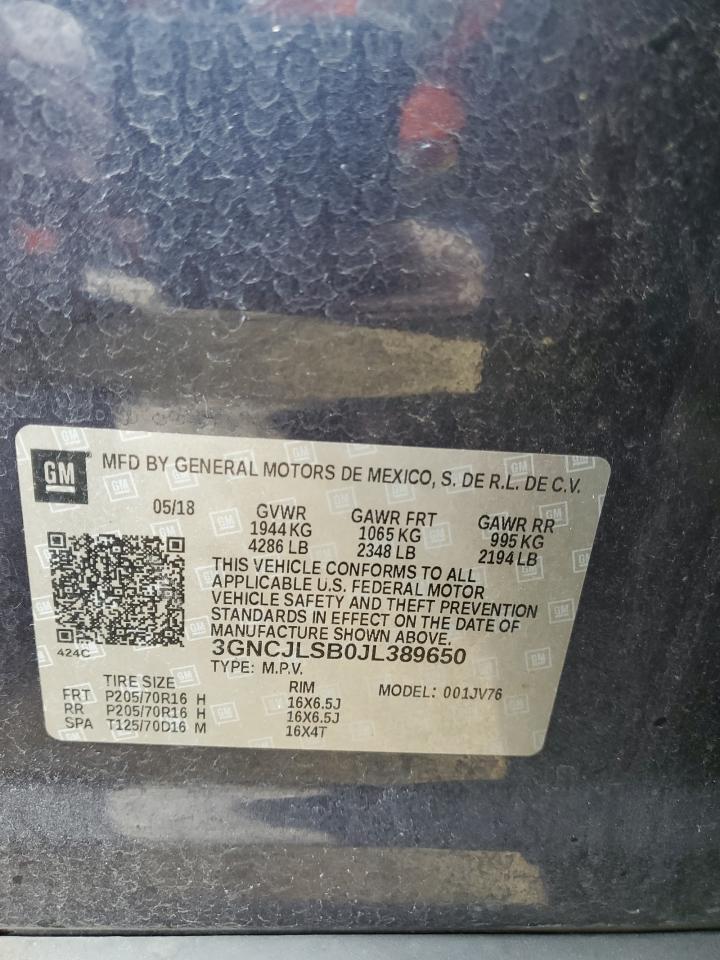 GM MFD BY GENERAL MOTORS DE MEXICO, S. DE R.L. DE C.V.
05/18 GVWR GAWR FRT GAWR RR
1944 KG 1065 KG 995 KG
4286 LB 2348 LB 2194 LB
THIS VEHICLE CONFORMS TO ALL
APPLICABLE U.S. FEDERAL MOTOR
VEHICLE SAFETY AND THEFT PREVENTION
STANDARDS IN EFFECT ON THE DATE OF
MANUFACTURE SHOWN ABOVE.
424C 3GNCJLSB0JL389650
TYPE: M.P.V.
TIRE SIZE RIM MODEL: 001JV76
FRT P205/70R16 H 16X6.5J
RR P205/70R16 H 16X6.5J
SPA T125/70D16 M 16X4T